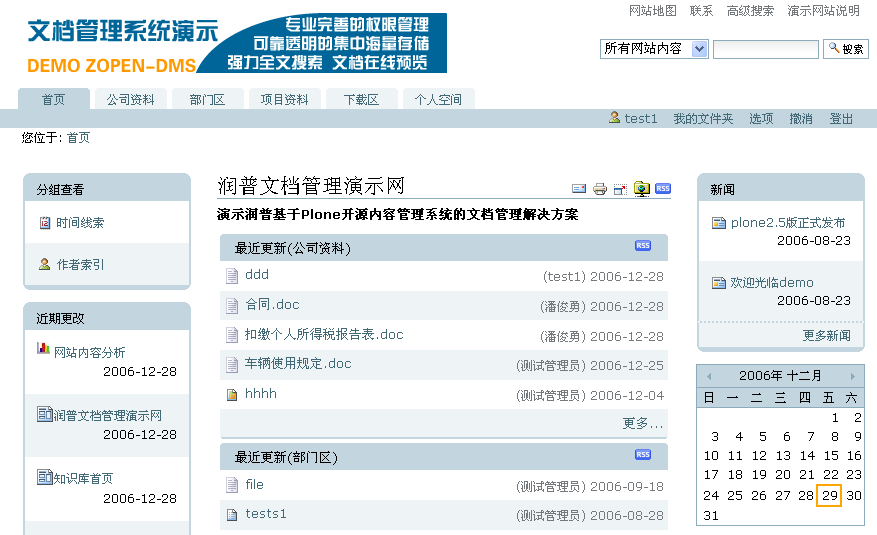 网站地图 联系 高级搜索 演示网站说明
文档管理系统演示
DEMO ZOPEN-DMS
专业完善的权限管理
可靠透明的集中海量存储
强力全文搜索 文档在线预览
所有网站内容 搜索
首页 公司资料 部门区 项目资料 下载区 个人空间
test1 我的文件夹 选项 撤消 登出
您位于: 首页
分组查看
时间线索
作者索引
近期更改
网站内容分析
2006-12-28
润普文档管理演示网
2006-12-28
知识库首页
2006-12-28
润普文档管理演示网
RSS
演示润普基于Plone开源内容管理系统的文档管理解决方案
最近更新(公司资料) RSS
ddd (test1) 2006-12-28
合同.doc (潘俊勇) 2006-12-28
扣缴个人所得税报告表.doc (潘俊勇) 2006-12-28
车辆使用规定.doc (测试管理员) 2006-12-25
hhhh (测试管理员) 2006-12-04
更多...
最近更新(部门区) RSS
file (测试管理员) 2006-09-18
tests1 (测试管理员) 2006-08-28
新闻
plone2.5版正式发布
2006-08-23
欢迎光临demo
2006-08-23
更多新闻
2006年 十二月
日 一 二 三 四 五 六
1 2
3 4 5 6 7 8 9
10 11 12 13 14 15 16
17 18 19 20 21 22 23
24 25 26 27 28 29 30
31